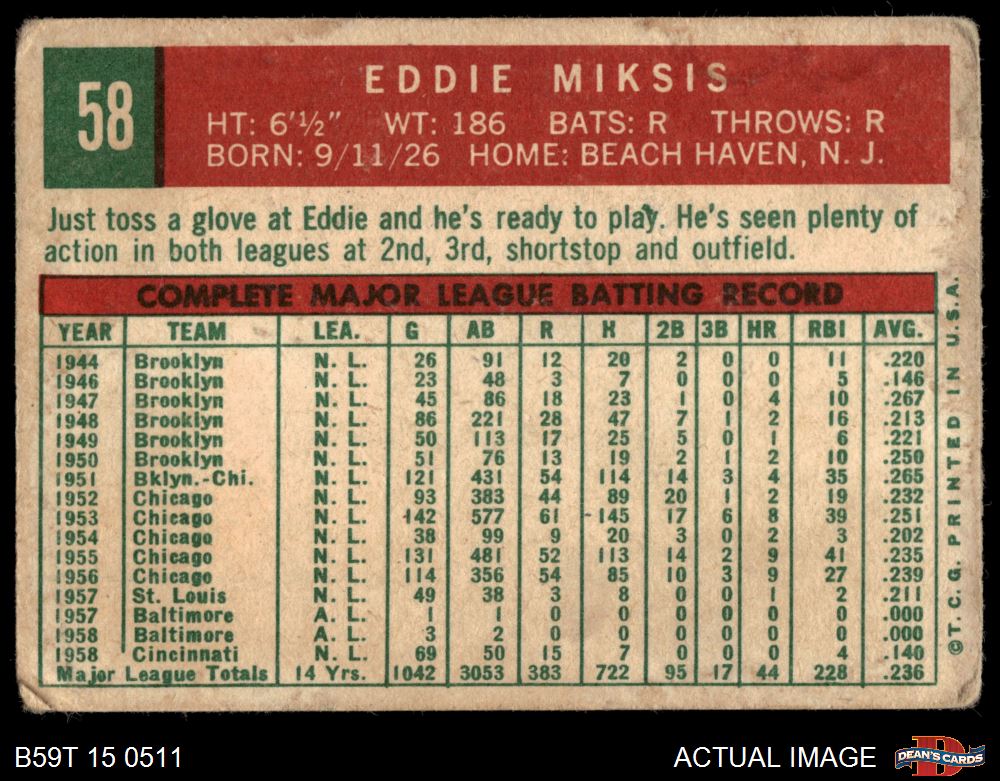 58
EDDIE MIKSIS
HT: 6'½" WT: 186 BATS: R THROWS: R
BORN: 9/11/26 HOME: BEACH HAVEN, N. J.
Just toss a glove at Eddie and he's ready to play. He's seen plenty of
action in both leagues at 2nd, 3rd, shortstop and outfield.
COMPLETE MAJOR LEAGUE BATTING RECORD
YEAR TEAM LEA. G AB R H 2B 3B HR RBI AVG.
1944 Brooklyn N. L. 26 91 12 20 2 0 0 11 .220
1946 Brooklyn N. L. 23 48 3 7 0 0 0 5 .146
1947 Brooklyn N. L. 45 86 18 23 1 0 4 10 .267
1948 Brooklyn N. L. 86 221 28 47 7 1 2 16 .213
1949 Brooklyn N. L. 50 113 17 25 5 0 1 6 .221
1950 Brooklyn N. L. 51 76 13 19 2 1 2 10 .250
1951 Bklyn.-Chi. N. L. 121 431 54 114 14 3 4 35 .265
1952 Chicago N. L. 93 383 44 89 20 1 2 19 .232
1953 Chicago N. L. 142 577 61 145 17 6 8 39 .251
1954 Chicago N. L. 38 99 9 20 3 0 2 3 .202
1955 Chicago N. L. 131 481 52 113 14 2 9 41 .235
1956 Chicago N. L. 114 356 54 85 10 3 9 27 .239
1957 St. Louis N. L. 49 38 3 8 0 0 1 2 .211
1957 Baltimore A. L. 1 1 0 0 0 0 0 0 .000
1958 Baltimore A. L. 3 2 0 0 0 0 0 0 .000
1958 Cincinnati N. L. 69 50 15 7 0 0 0 4 .140
Major League Totals 14 Yrs. 1042 3053 383 722 95 17 44 228 .236
©T. C. G. PRINTED IN U.S.A.
B59T 15 0511
ACTUAL IMAGE
D
DEAN'S CARDS